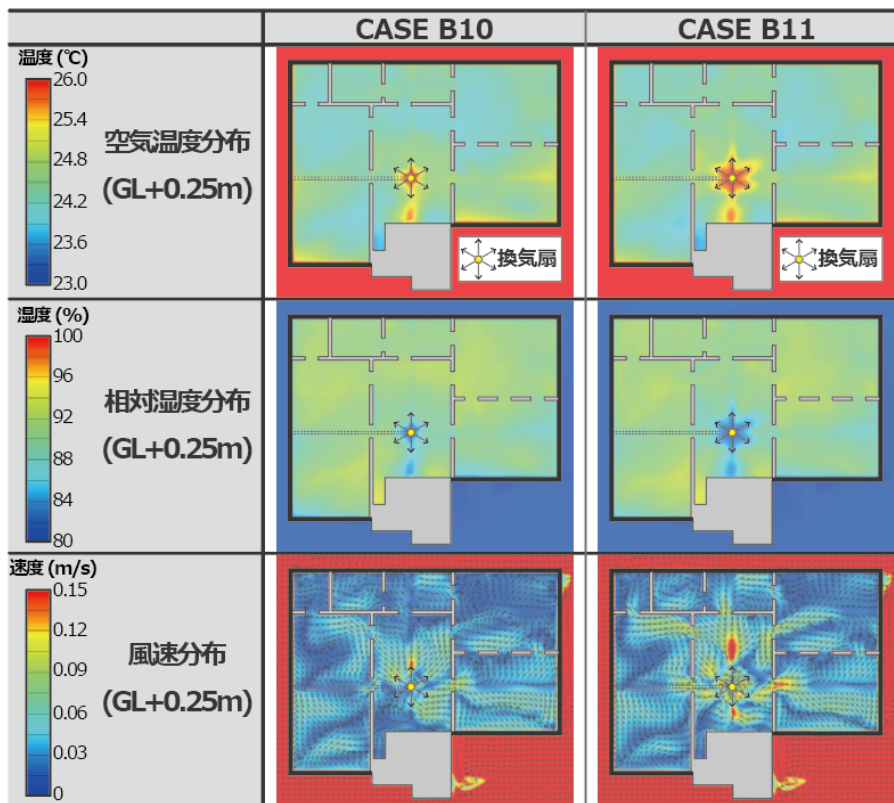 CASE B10
CASE B11
温度 (℃)
26.0
25.4
24.8
24.2
23.6
23.0
空気温度分布
(GL+0.25m)
換気扇
換気扇
湿度 (%)
100
96
92
88
84
80
相対湿度分布
(GL+0.25m)
速度 (m/s)
0.15
0.12
0.09
0.06
0.03
0
風速分布
(GL+0.25m)